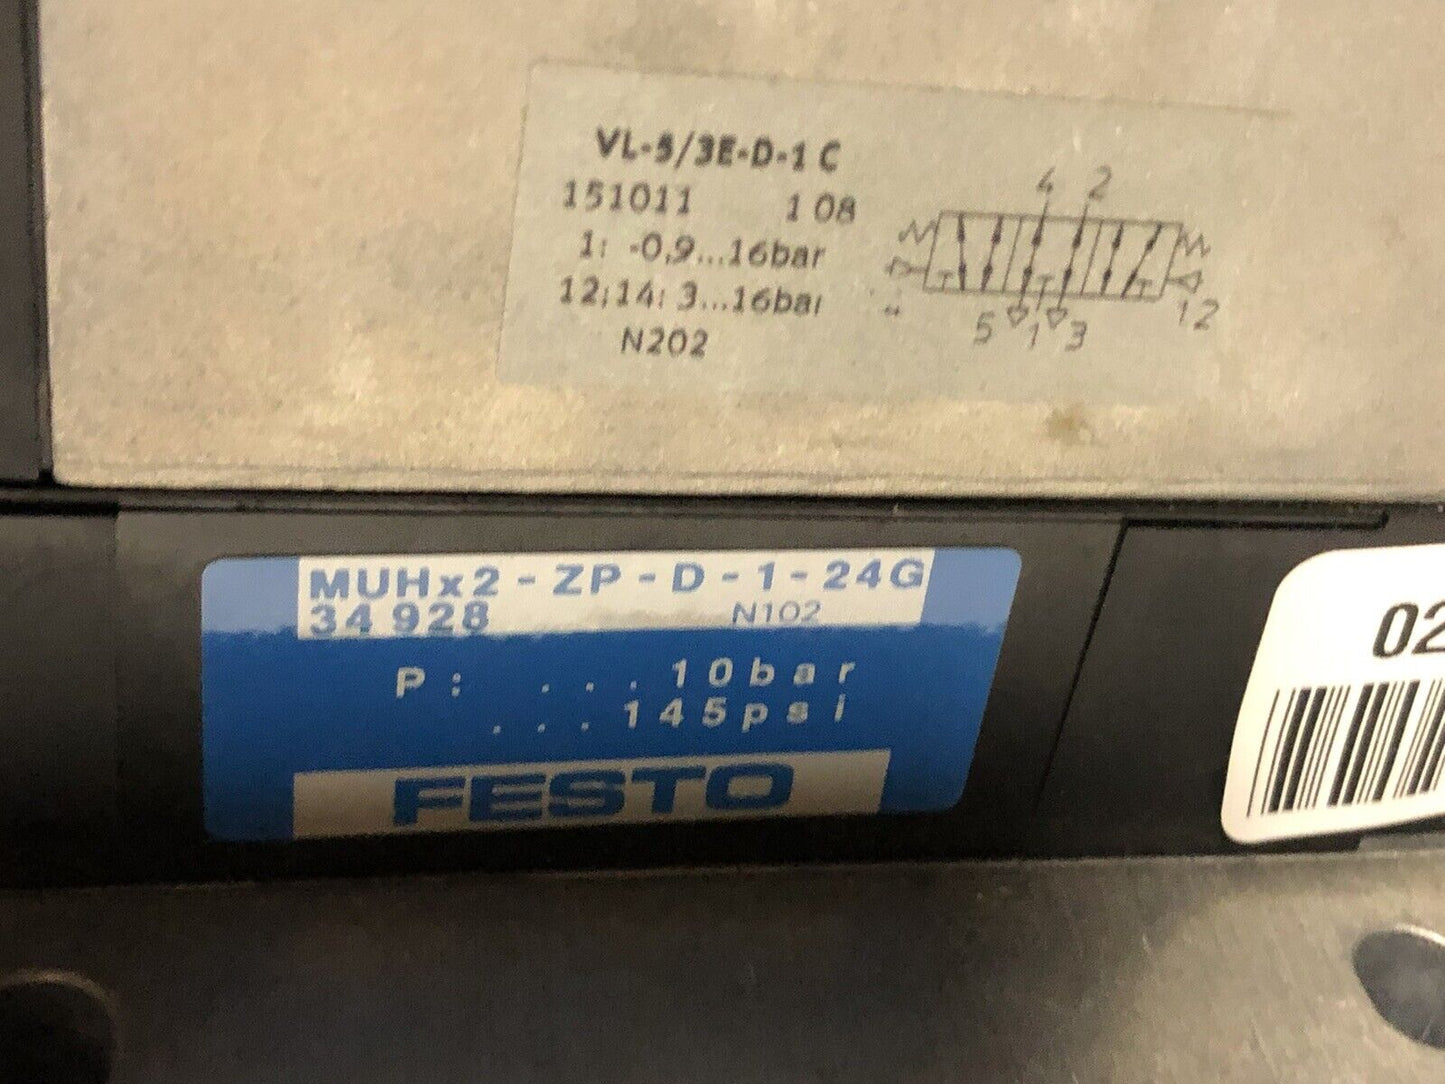 VL-5/3E-D-1 C
151011 1 08
1: -0,9...16bar
12;14: 3...16bar
N202
4 2
5 1 3
12
MUHx2-ZP-D-1-24G
34 928 N102
P: ...10bar
...145psi
FESTO
02